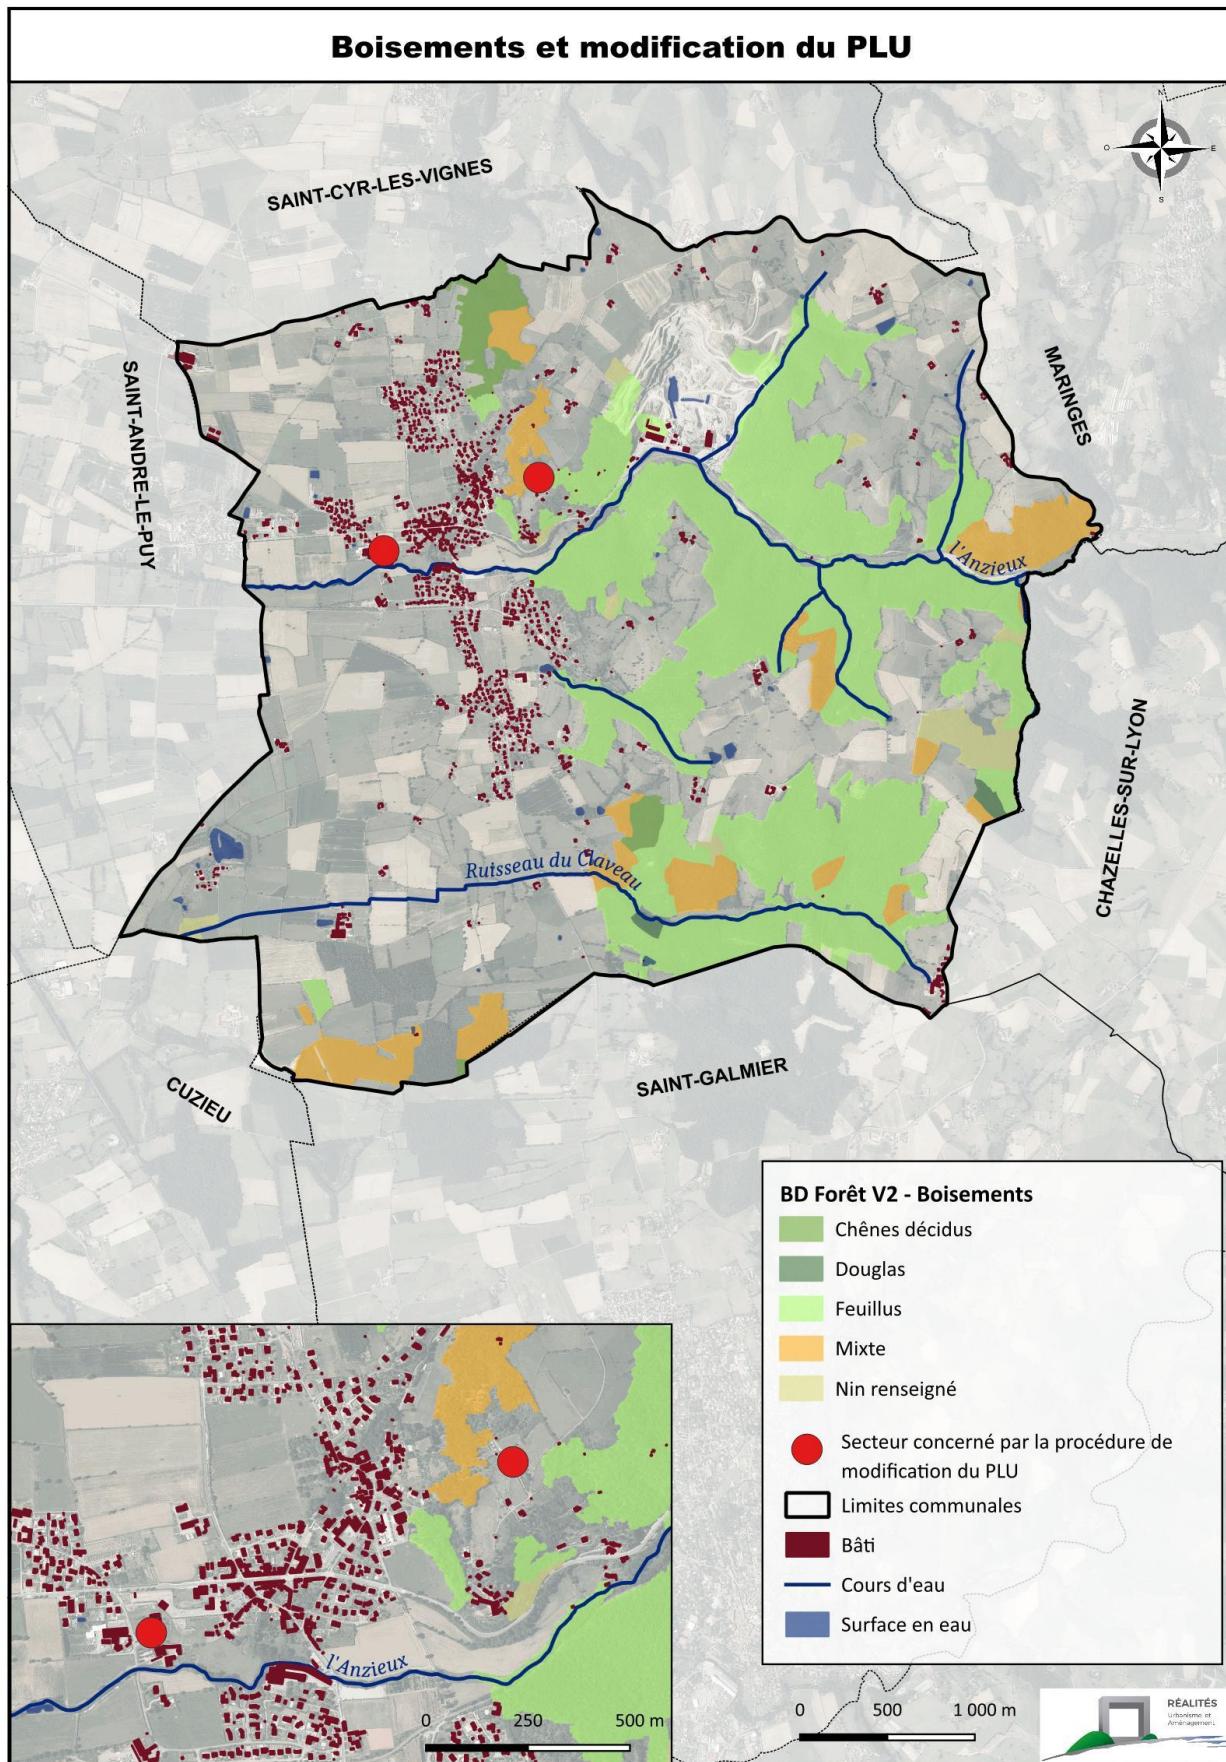 Boisements et modification du PLU
N
O
E
S
SAINT-CYR-LES-VIGNES
SAINT-ANDRE-LE-PUY
MARINGES
l'Anzieux
CHAZELLES-SUR-LYON
Ruisseau du Claveau
SAINT-GALMIER
CUZIEU
BD Forêt V2 - Boisements
Chênes décidus
Douglas
Feuillus
Mixte
Nin renseigné
Secteur concerné par la procédure de
modification du PLU
Limites communales
Bâti
Cours d'eau
Surface en eau
l'Anzieux
0 250 500 m
0 500 1 000 m
RÉALITÉS
Urbanisme et
Aménagement